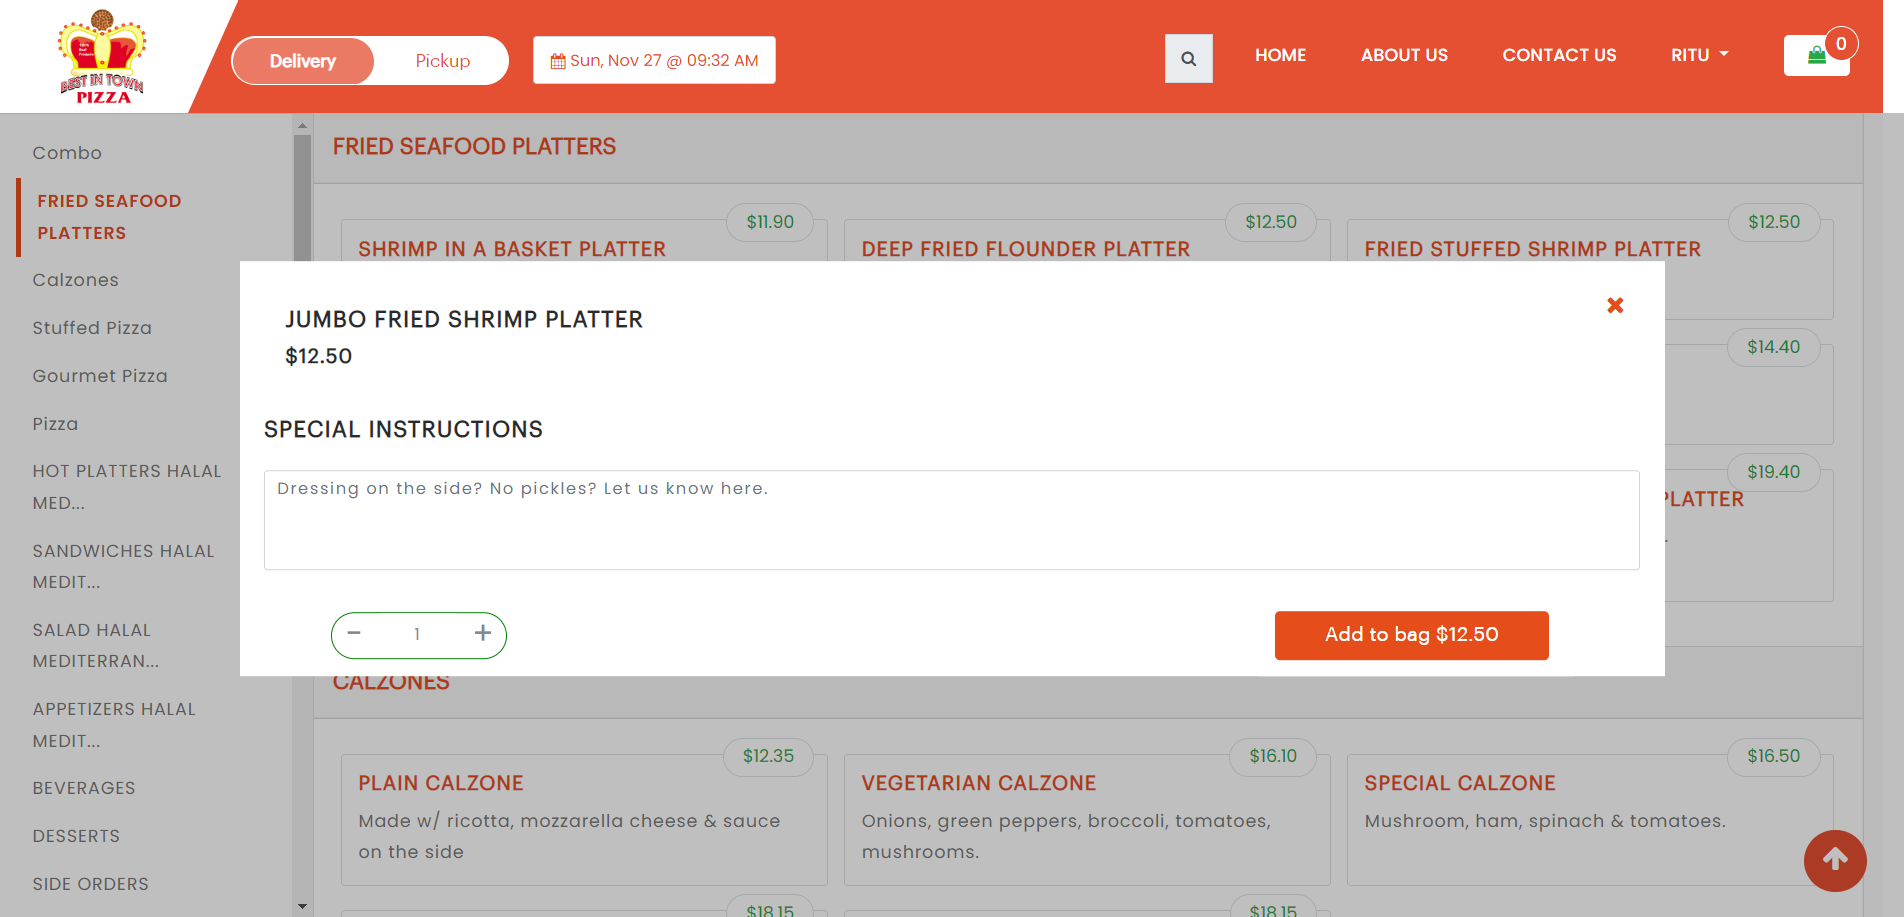 BEST IN TOWN
PIZZA
Delivery
Pickup
Sun, Nov 27 @ 09:32 AM
HOME
ABOUT US
CONTACT US
RITU
0
Combo
FRIED SEAFOOD
PLATTERS
Calzones
Stuffed Pizza
Gourmet Pizza
Pizza
HOT PLATTERS HALAL
MED...
SANDWICHES HALAL
MEDIT...
SALAD HALAL
MEDITERRAN...
APPETIZERS HALAL
MEDIT...
BEVERAGES
DESSERTS
SIDE ORDERS
FRIED SEAFOOD PLATTERS
$11.90
SHRIMP IN A BASKET PLATTER
$12.50
DEEP FRIED FLOUNDER PLATTER
$12.50
FRIED STUFFED SHRIMP PLATTER
$14.40
$19.40
PLATTER
JUMBO FRIED SHRIMP PLATTER
$12.50
SPECIAL INSTRUCTIONS
Dressing on the side? No pickles? Let us know here.
1
Add to bag $12.50
CALZONES
$12.35
PLAIN CALZONE
Made w/ ricotta, mozzarella cheese & sauce
on the side
$16.10
VEGETARIAN CALZONE
Onions, green peppers, broccoli, tomatoes,
mushrooms.
$16.50
SPECIAL CALZONE
Mushroom, ham, spinach & tomatoes.
$18.15
$18.15